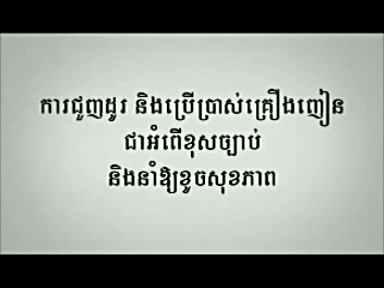 ការជួញដូរ និងប្រើប្រាស់គ្រឿងញៀន
ជាអំពើខុសច្បាប់
និងនាំឱ្យខូចសុខភាព